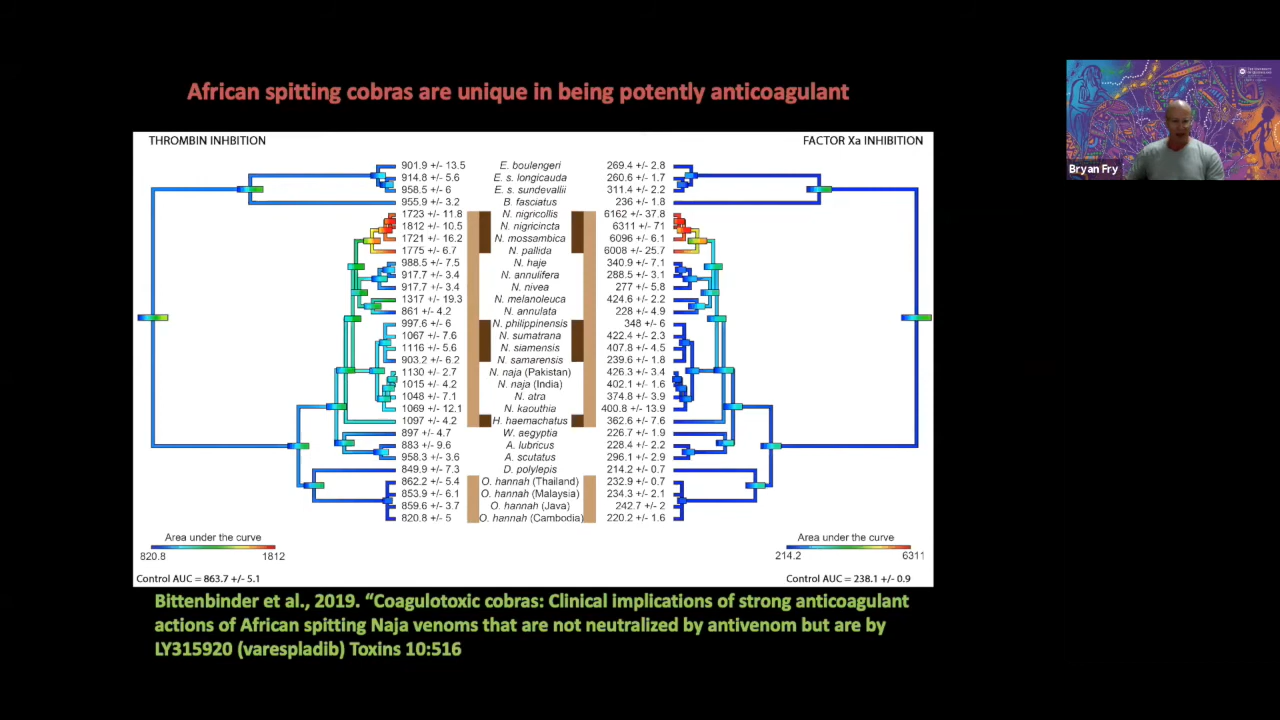 African spitting cobras are unique in being potently anticoagulant
THROMBIN INHBITION FACTOR Xa INHIBITION
901.9 +/- 13.5 E. boulengeri 269.4 +/- 2.8
914.8 +/- 5.6 E. s. longicauda 260.6 +/- 1.7
958.5 +/- 6 E. s. sundevallii 311.4 +/- 2.2
955.9 +/- 3.2 B. fasciatus 236 +/- 1.8
1723 +/- 11.8 N. nigricollis 6162 +/- 37.8
1812 +/- 10.5 N. nigricincta 6311 +/- 71
1721 +/- 16.2 N. mossambica 6096 +/- 6.1
1775 +/- 6.7 N. pallida 6008 +/- 25.7
988.5 +/- 7.5 N. haje 340.9 +/- 7.1
917.7 +/- 3.4 N. annulifera 288.5 +/- 3.1
917.7 +/- 3.4 N. nivea 277 +/- 5.8
1317 +/- 19.3 N. melanoleuca 424.6 +/- 2.2
861 +/- 4.2 N. annulata 228 +/- 4.9
997.6 +/- 6 N. philippinensis 348 +/- 6
1067 +/- 7.6 N. sumatrana 422.4 +/- 2.3
1116 +/- 5.6 N. siamensis 407.8 +/- 4.5
903.2 +/- 6.2 N. samarensis 239.6 +/- 1.8
1130 +/- 2.7 N. naja (Pakistan) 426.3 +/- 3.4
1015 +/- 4.2 N. naja (India) 402.1 +/- 1.6
1048 +/- 7.1 N. atra 374.8 +/- 3.9
1069 +/- 12.1 N. kaouthia 400.8 +/- 13.9
1097 +/- 4.2 H. haemachatus 362.6 +/- 7.6
897 +/- 4.7 W. aegyptia 226.7 +/- 1.9
883 +/- 9.6 A. lubricus 228.4 +/- 2.2
958.3 +/- 3.6 A. scutatus 296.1 +/- 2.9
849.9 +/- 7.3 D. polylepis 214.2 +/- 0.7
862.2 +/- 5.4 O. hannah (Thailand) 232.9 +/- 0.7
853.9 +/- 6.1 O. hannah (Malaysia) 234.3 +/- 2.1
859.6 +/- 3.7 O. hannah (Java) 242.7 +/- 2
820.8 +/- 5 O. hannah (Cambodia) 220.2 +/- 1.6
Area under the curve Area under the curve
820.8 1812 214.2 6311
Control AUC = 863.7 +/- 5.1 Control AUC = 238.1 +/- 0.9
Bittenbinder et al., 2019. “Coagulotoxic cobras: Clinical implications of strong anticoagulant
actions of African spitting Naja venoms that are not neutralized by antivenom but are by
LY315920 (varespladib) Toxins 10:516
Bryan Fry